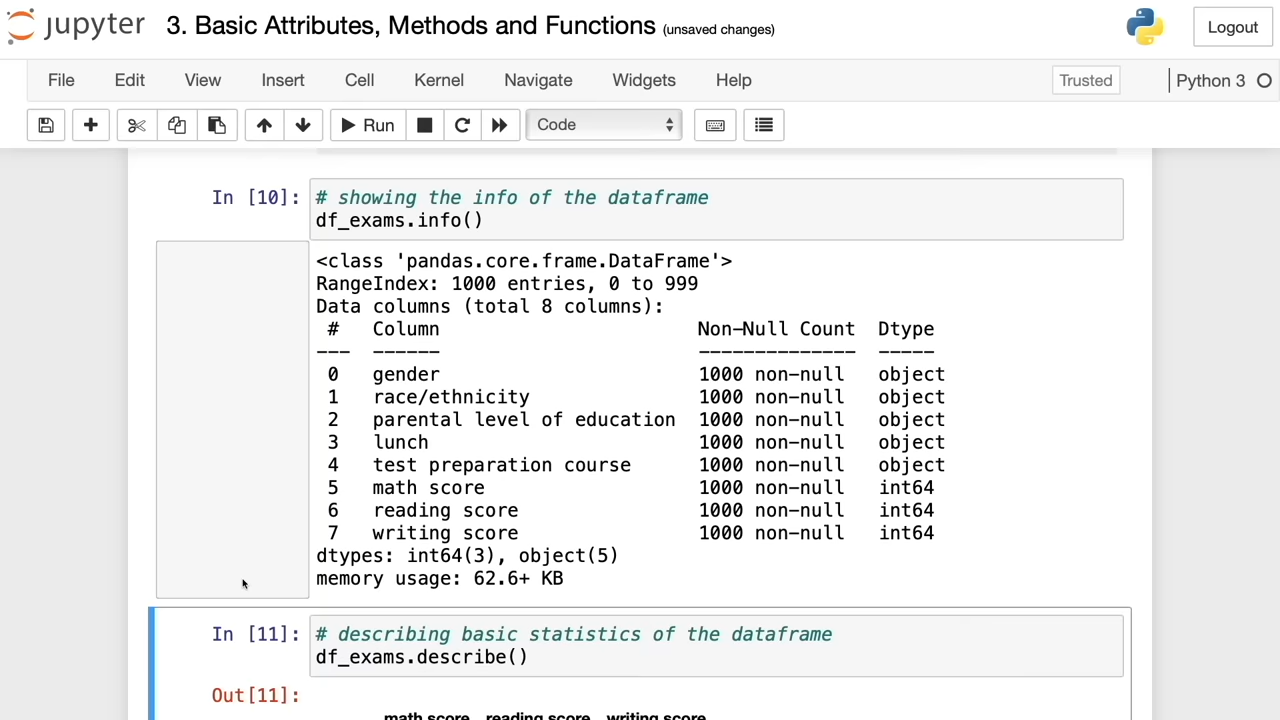 jupyter 3. Basic Attributes, Methods and Functions (unsaved changes) Logout
File Edit View Insert Cell Kernel Navigate Widgets Help Trusted Python 3
Run Code
In [10]: # showing the info of the dataframe
df_exams.info()
<class 'pandas.core.frame.DataFrame'>
RangeIndex: 1000 entries, 0 to 999
Data columns (total 8 columns):
# Column Non-Null Count Dtype
--- ------ -------------- -----
0 gender 1000 non-null object
1 race/ethnicity 1000 non-null object
2 parental level of education 1000 non-null object
3 lunch 1000 non-null object
4 test preparation course 1000 non-null object
5 math score 1000 non-null int64
6 reading score 1000 non-null int64
7 writing score 1000 non-null int64
dtypes: int64(3), object(5)
memory usage: 62.6+ KB
In [11]: # describing basic statistics of the dataframe
df_exams.describe()
Out[11]:
math score reading score writing score